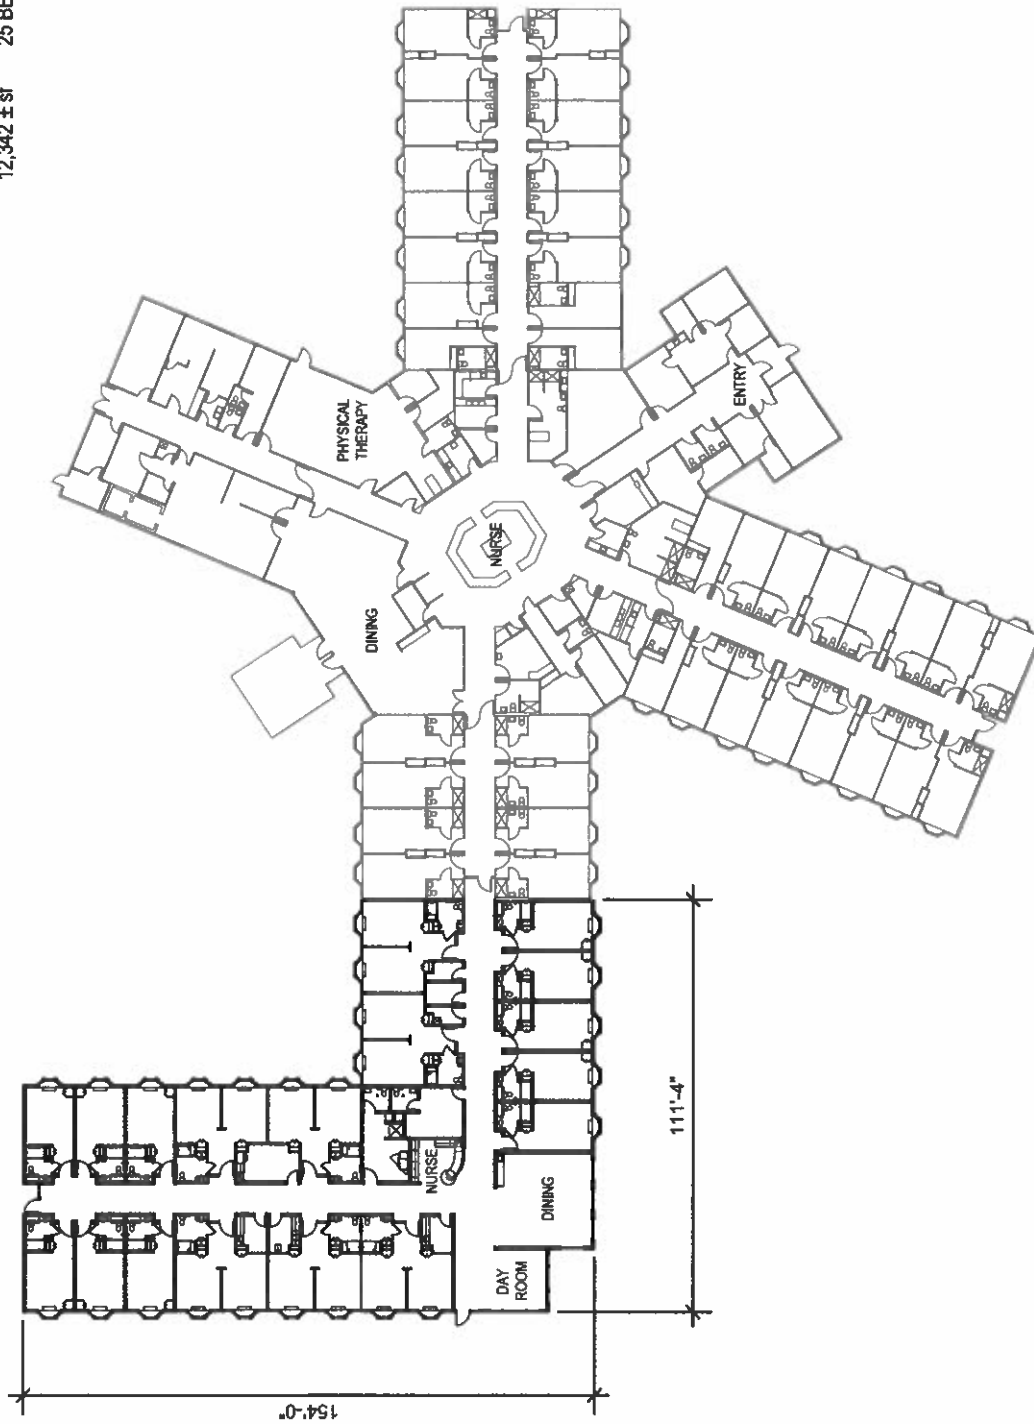 12,342 ± sf 25 BE
PHYSICAL
THERAPY
ENTRY
NURSE
DINING
NURSE
DINING
DAY
ROOM
111'-4"
154'-0"